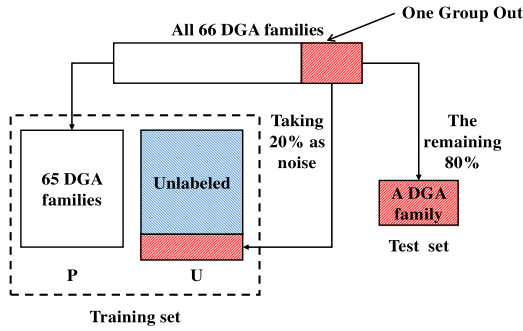 One Group Out
All 66 DGA families
Taking
20% as
noise
The
remaining
80%
65 DGA
families
Unlabeled
A DGA
family
Test set
P
U
Training set